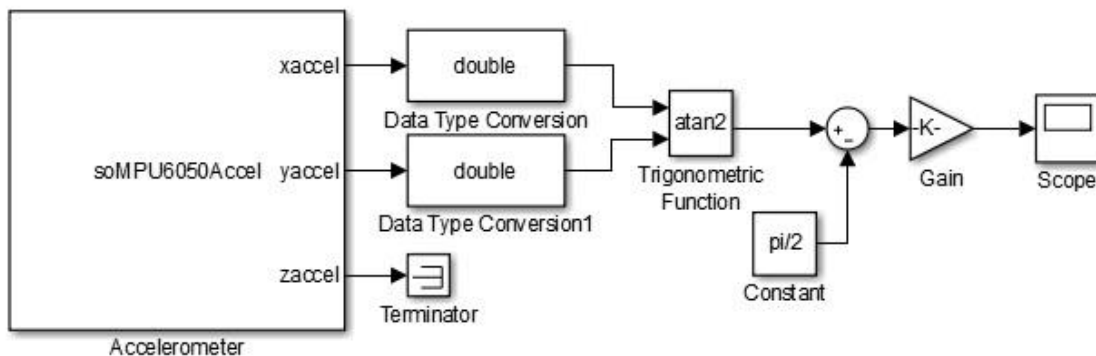 xaccel
double
Data Type Conversion
soMPU6050Accel
yaccel
double
Data Type Conversion1
atan2
Trigonometric
Function
+
-
-K-
Gain
Scope
pi/2
Constant
zaccel
Terminator
Accelerometer